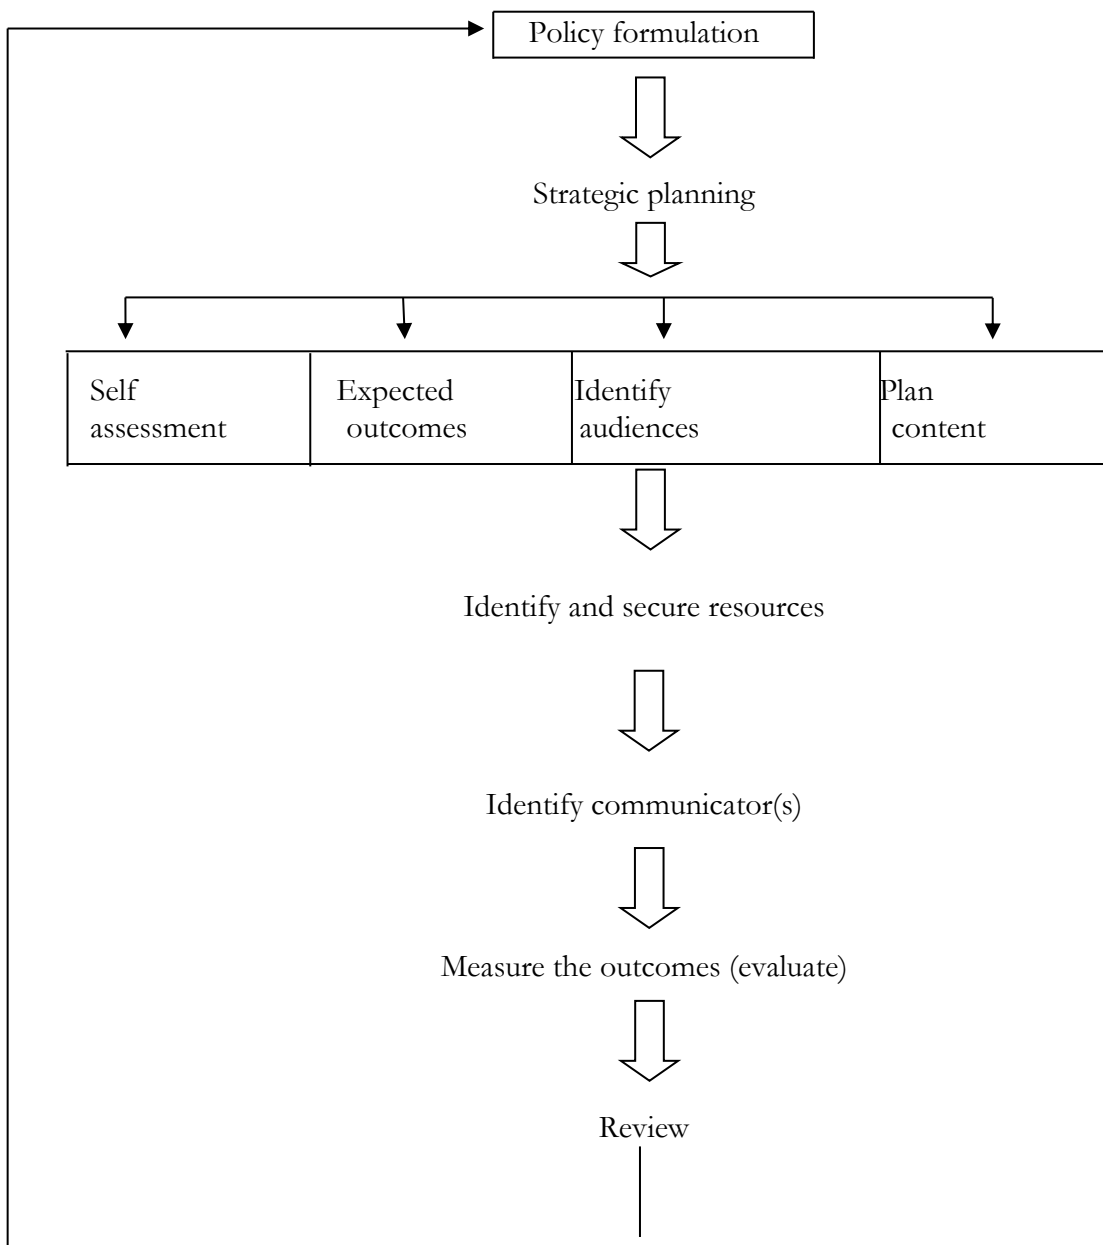 Policy formulation
Strategic planning
Self
assessment
Expected
outcomes
Identify
audiences
Plan
content
Identify and secure resources
Identify communicator(s)
Measure the outcomes (evaluate)
Review